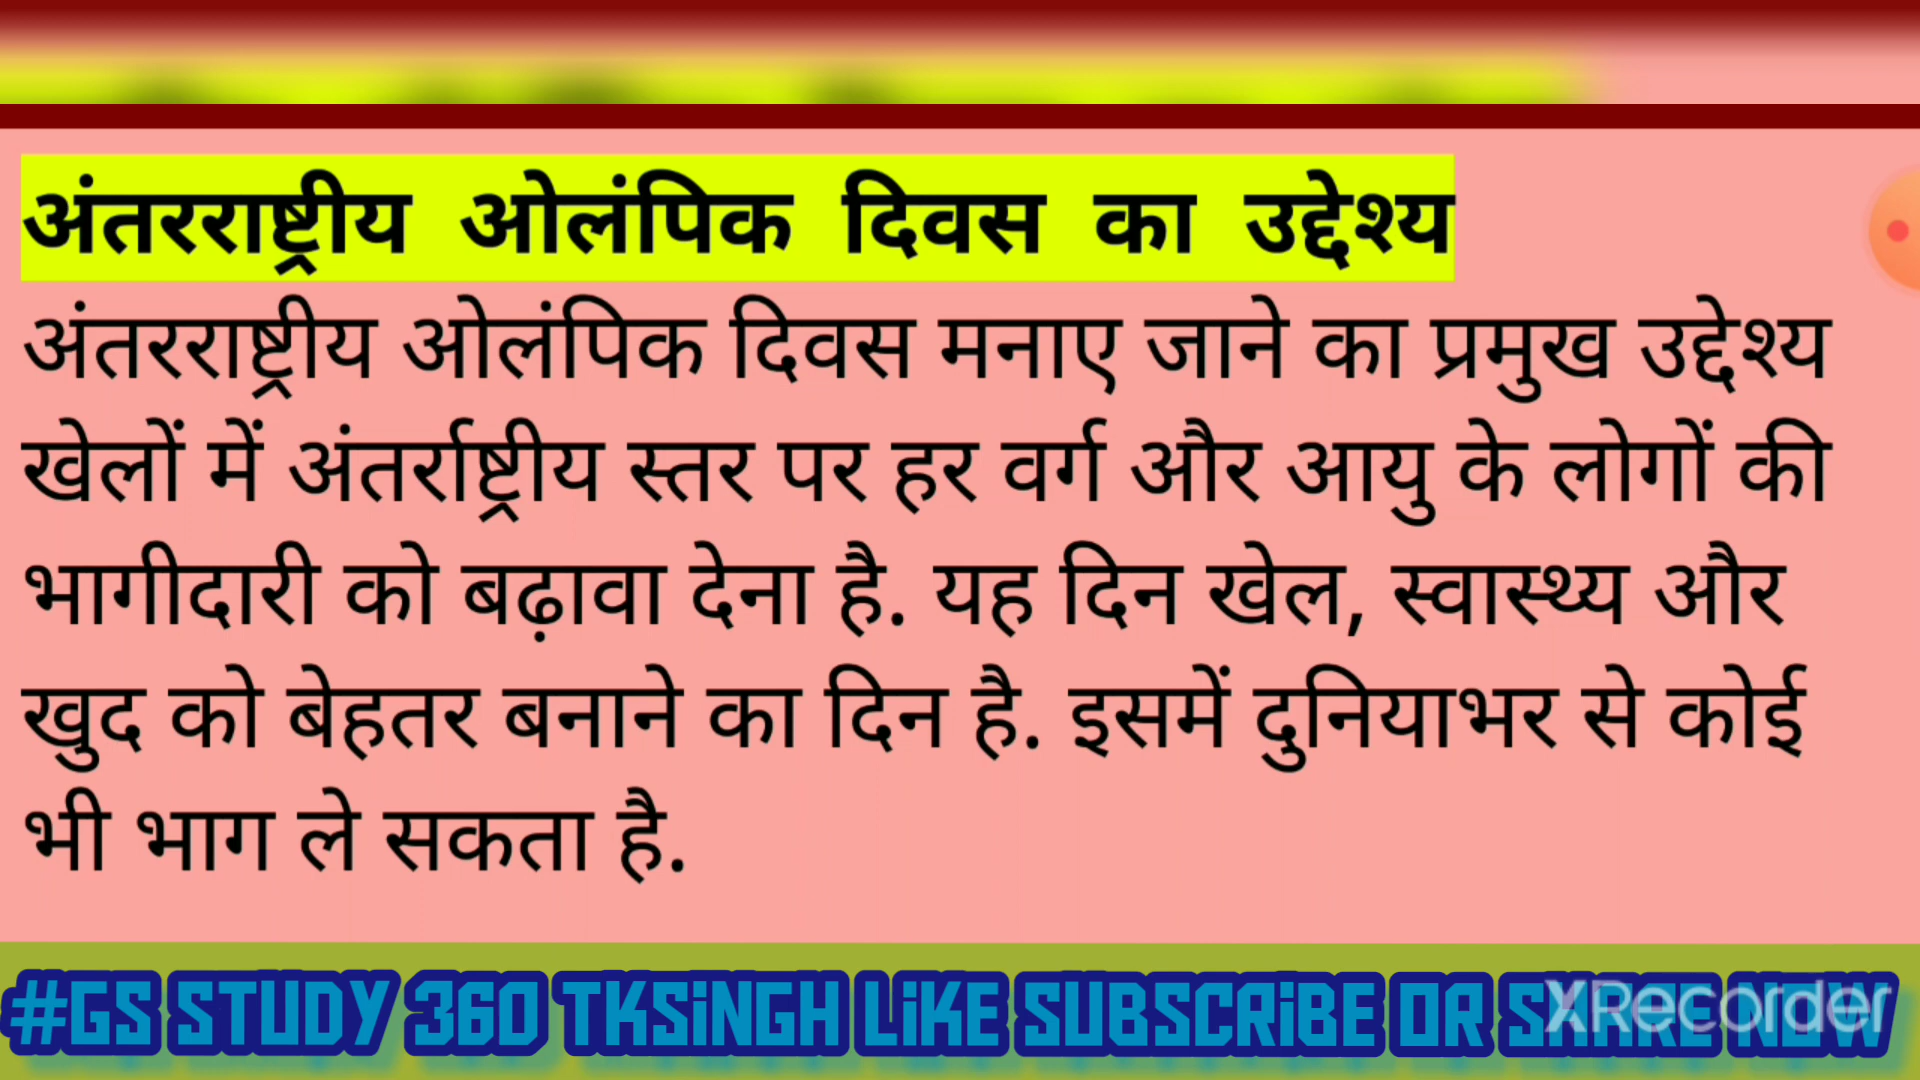 अंतरराष्ट्रीय ओलंपिक दिवस का उद्देश्य
अंतरराष्ट्रीय ओलंपिक दिवस मनाए जाने का प्रमुख उद्देश्य
खेलों में अंतर्राष्ट्रीय स्तर पर हर वर्ग और आयु के लोगों की
भागीदारी को बढ़ावा देना है. यह दिन खेल, स्वास्थ्य और
खुद को बेहतर बनाने का दिन है. इसमें दुनियाभर से कोई
भी भाग ले सकता है.
#GS STUDY 360 TKSiNGH LiKE SUBSCRiBE OR SHARE NOW
XRecorder